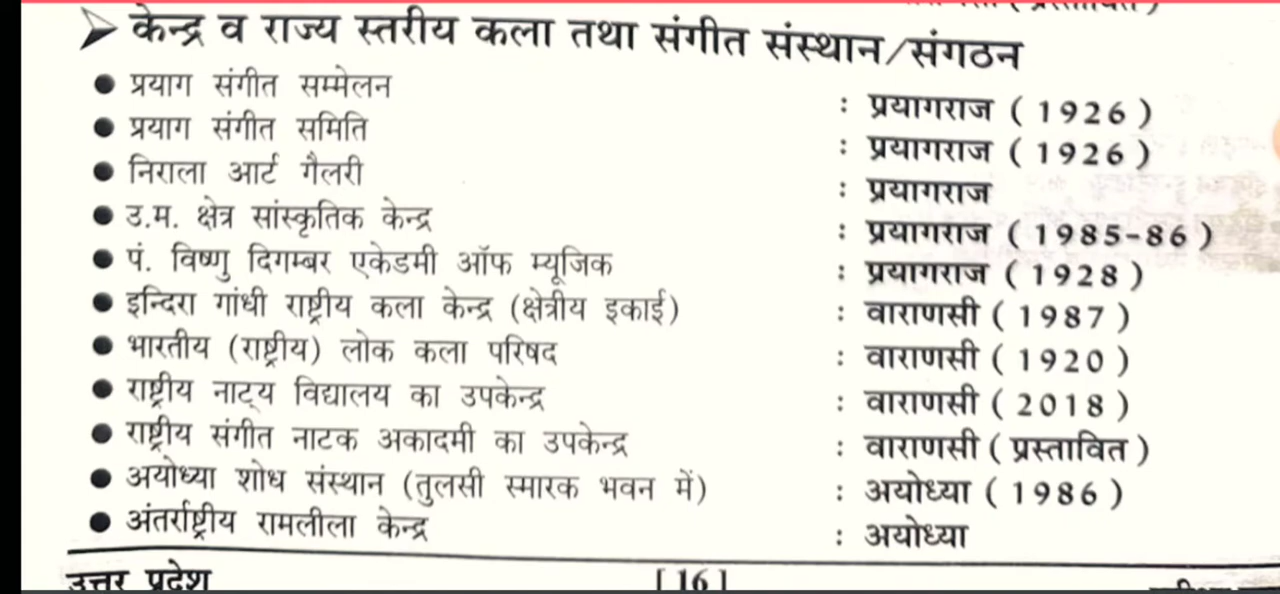 ➢ केन्द्र व राज्य स्तरीय कला तथा संगीत संस्थान/संगठन
● प्रयाग संगीत सम्मेलन : प्रयागराज ( 1926 )
● प्रयाग संगीत समिति : प्रयागराज ( 1926 )
● निराला आर्ट गैलरी : प्रयागराज
● उ.म. क्षेत्र सांस्कृतिक केन्द्र : प्रयागराज ( 1985-86 )
● पं. विष्णु दिगम्बर एकेडमी ऑफ म्यूजिक : प्रयागराज ( 1928 )
● इन्दिरा गांधी राष्ट्रीय कला केन्द्र (क्षेत्रीय इकाई) : वाराणसी ( 1987 )
● भारतीय (राष्ट्रीय) लोक कला परिषद : वाराणसी ( 1920 )
● राष्ट्रीय नाट्य विद्यालय का उपकेन्द्र : वाराणसी ( 2018 )
● राष्ट्रीय संगीत नाटक अकादमी का उपकेन्द्र : वाराणसी ( प्रस्तावित )
● अयोध्या शोध संस्थान (तुलसी स्मारक भवन में) : अयोध्या ( 1986 )
● अंतर्राष्ट्रीय रामलीला केन्द्र : अयोध्या
उत्तर प्रदेश [ 16 ]